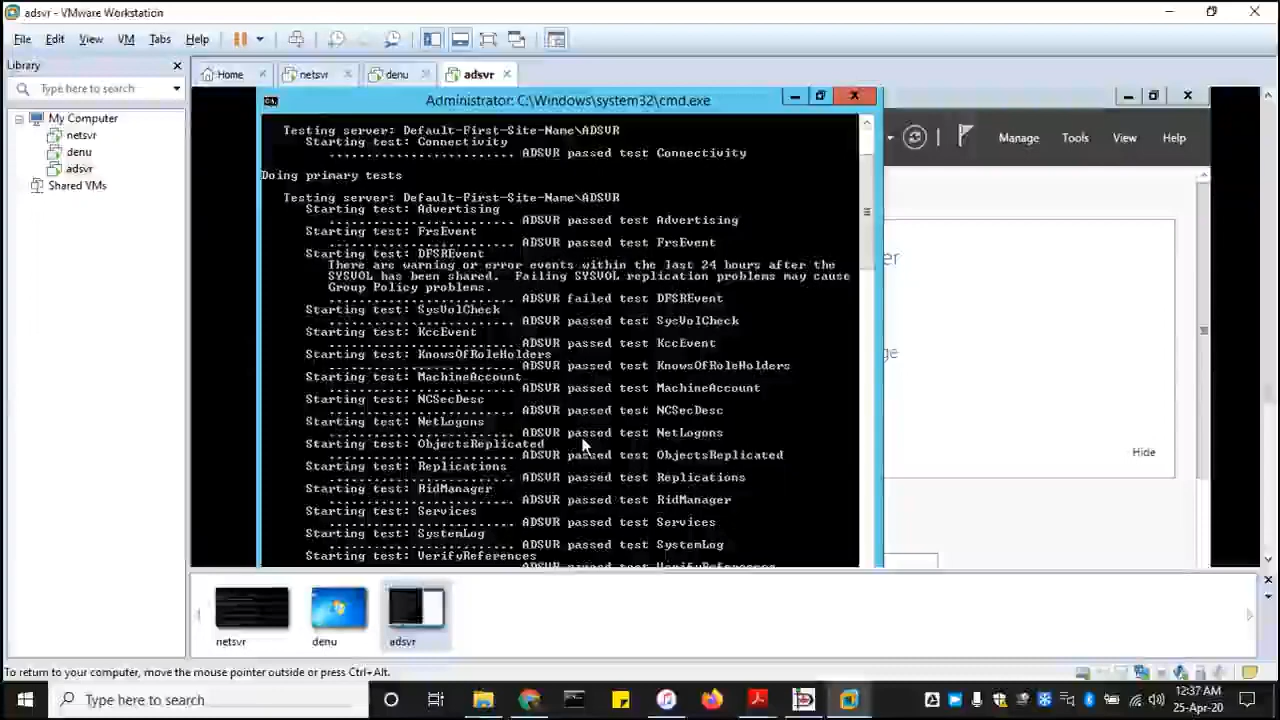 adsvr - VMware Workstation
File Edit View VM Tabs Help
Library
Home netsvr denu adsvr
Type here to search
My Computer
netsvr
denu
adsvr
Shared VMs
Administrator: C:\Windows\system32\cmd.exe
Manage Tools View Help
Testing server: Default-First-Site-Name\ADSVR
Starting test: Connectivity
......................... ADSVR passed test Connectivity
Doing primary tests
Testing server: Default-First-Site-Name\ADSVR
Starting test: Advertising
......................... ADSVR passed test Advertising
Starting test: FrsEvent
......................... ADSVR passed test FrsEvent
Starting test: DFSREvent
There are warning or error events within the last 24 hours after the
SYSVOL has been shared.  Failing SYSVOL replication problems may cause
Group Policy problems.
......................... ADSVR failed test DFSREvent
Starting test: SysVolCheck
......................... ADSVR passed test SysVolCheck
Starting test: KccEvent
......................... ADSVR passed test KccEvent
Starting test: KnowsOfRoleHolders
......................... ADSVR passed test KnowsOfRoleHolders
Starting test: MachineAccount
......................... ADSVR passed test MachineAccount
Starting test: NCSecDesc
......................... ADSVR passed test NCSecDesc
Starting test: NetLogons
......................... ADSVR passed test NetLogons
Starting test: ObjectsReplicated
......................... ADSVR passed test ObjectsReplicated
Starting test: Replications
......................... ADSVR passed test Replications
Starting test: RidManager
......................... ADSVR passed test RidManager
Starting test: Services
......................... ADSVR passed test Services
Starting test: SystemLog
......................... ADSVR passed test SystemLog
Starting test: VerifyReferences
......................... ADSVR passed test VerifyReferences
er
ge
Hide
netsvr denu adsvr
To return to your computer, move the mouse pointer outside or press Ctrl+Alt.
Type here to search
12:37 AM
25-Apr-20